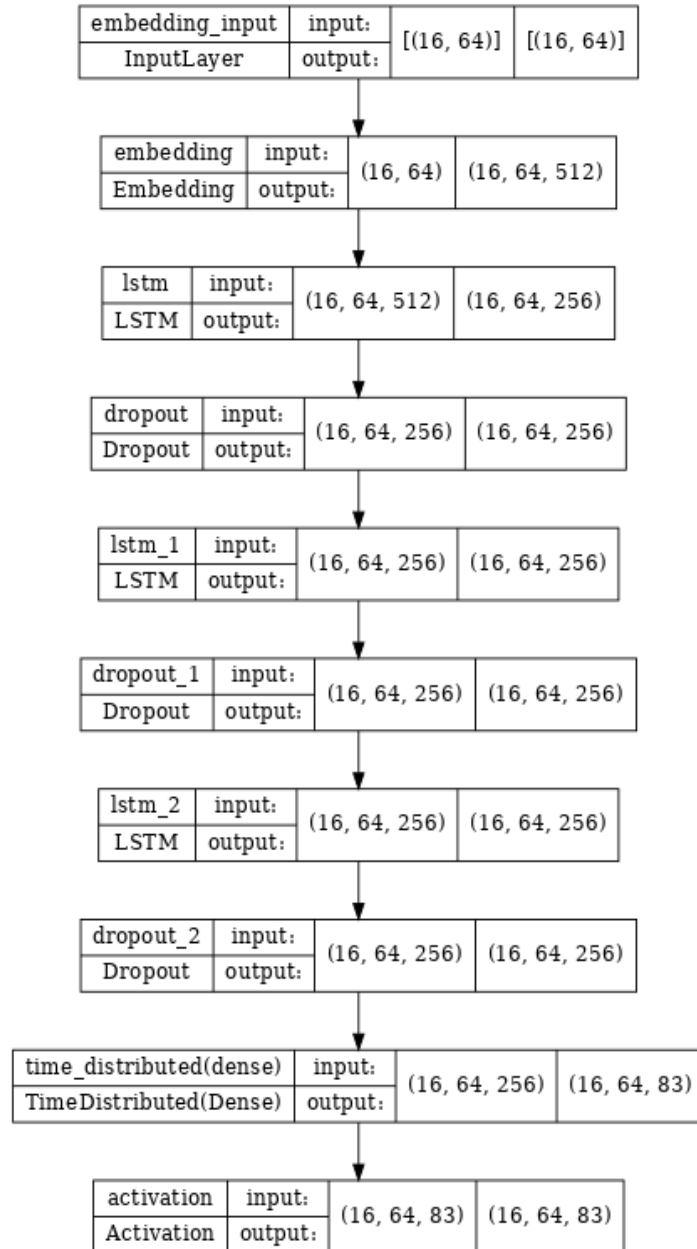 embedding_input input: [(16, 64)] [(16, 64)]
InputLayer output:
embedding input: (16, 64) (16, 64, 512)
Embedding output:
lstm input: (16, 64, 512) (16, 64, 256)
LSTM output:
dropout input: (16, 64, 256) (16, 64, 256)
Dropout output:
lstm_1 input: (16, 64, 256) (16, 64, 256)
LSTM output:
dropout_1 input: (16, 64, 256) (16, 64, 256)
Dropout output:
lstm_2 input: (16, 64, 256) (16, 64, 256)
LSTM output:
dropout_2 input: (16, 64, 256) (16, 64, 256)
Dropout output:
time_distributed(dense) input: (16, 64, 256) (16, 64, 83)
TimeDistributed(Dense) output:
activation input: (16, 64, 83) (16, 64, 83)
Activation output: